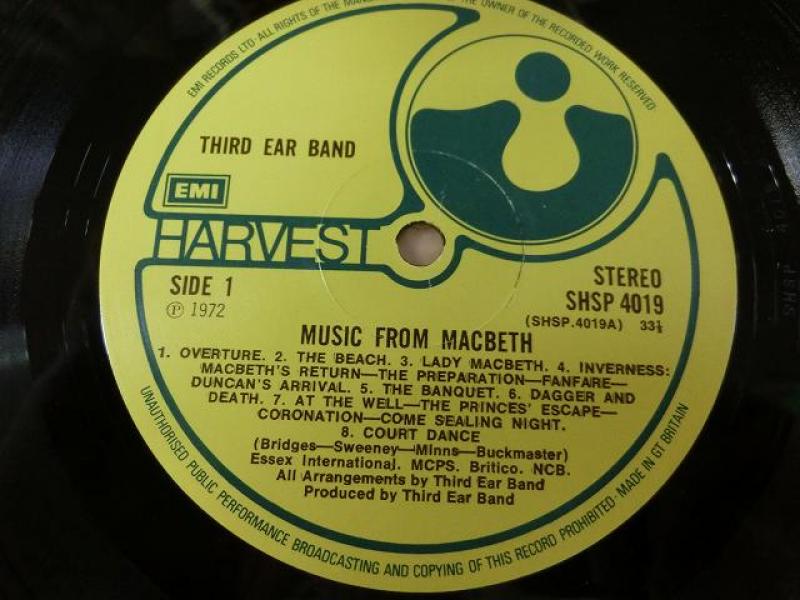 EMI RECORDS LTD · ALL RIGHTS OF THE
OWNER OF THE RECORDED WORK RESERVED ·
THIRD EAR BAND
EMI
HARVEST
SIDE 1
℗ 1972
STEREO
SHSP 4019
(SHSP.4019A) 33⅓
MUSIC FROM MACBETH
1. OVERTURE. 2. THE BEACH. 3. LADY MACBETH. 4. INVERNESS:
MACBETH'S RETURN—THE PREPARATION—FANFARE—
DUNCAN'S ARRIVAL. 5. THE BANQUET. 6. DAGGER AND
DEATH. 7. AT THE WELL—THE PRINCES' ESCAPE—
CORONATION—COME SEALING NIGHT.
8. COURT DANCE
(Bridges—Sweeney—Minns—Buckmaster)
Essex International. MCPS. Britico. NCB.
All Arrangements by Third Ear Band
Produced by Third Ear Band
UNAUTHORISED PUBLIC PERFORMANCE BROADCASTING AND COPYING OF THIS RECORD PROHIBITED · MADE IN GT BRITAIN